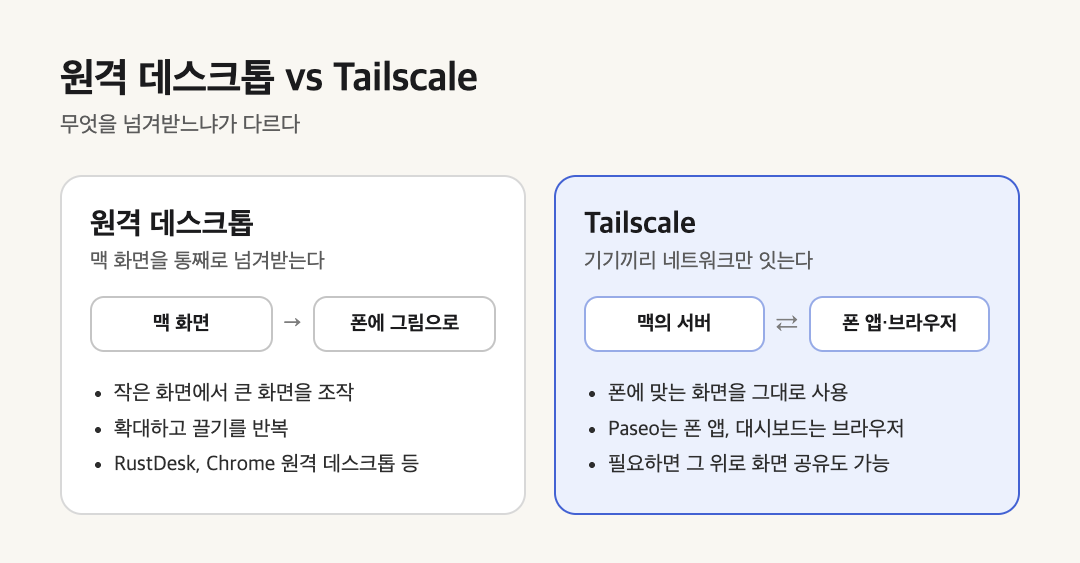 원격 데스크톱 vs Tailscale
무엇을 넘겨받느냐가 다르다
원격 데스크톱
맥 화면을 통째로 넘겨받는다
맥 화면 → 폰에 그림으로
• 작은 화면에서 큰 화면을 조작
• 확대하고 끌기를 반복
• RustDesk, Chrome 원격 데스크톱 등
Tailscale
기기끼리 네트워크만 잇는다
맥의 서버 ⇄ 폰 앱·브라우저
• 폰에 맞는 화면을 그대로 사용
• Paseo는 폰 앱, 대시보드는 브라우저
• 필요하면 그 위로 화면 공유도 가능